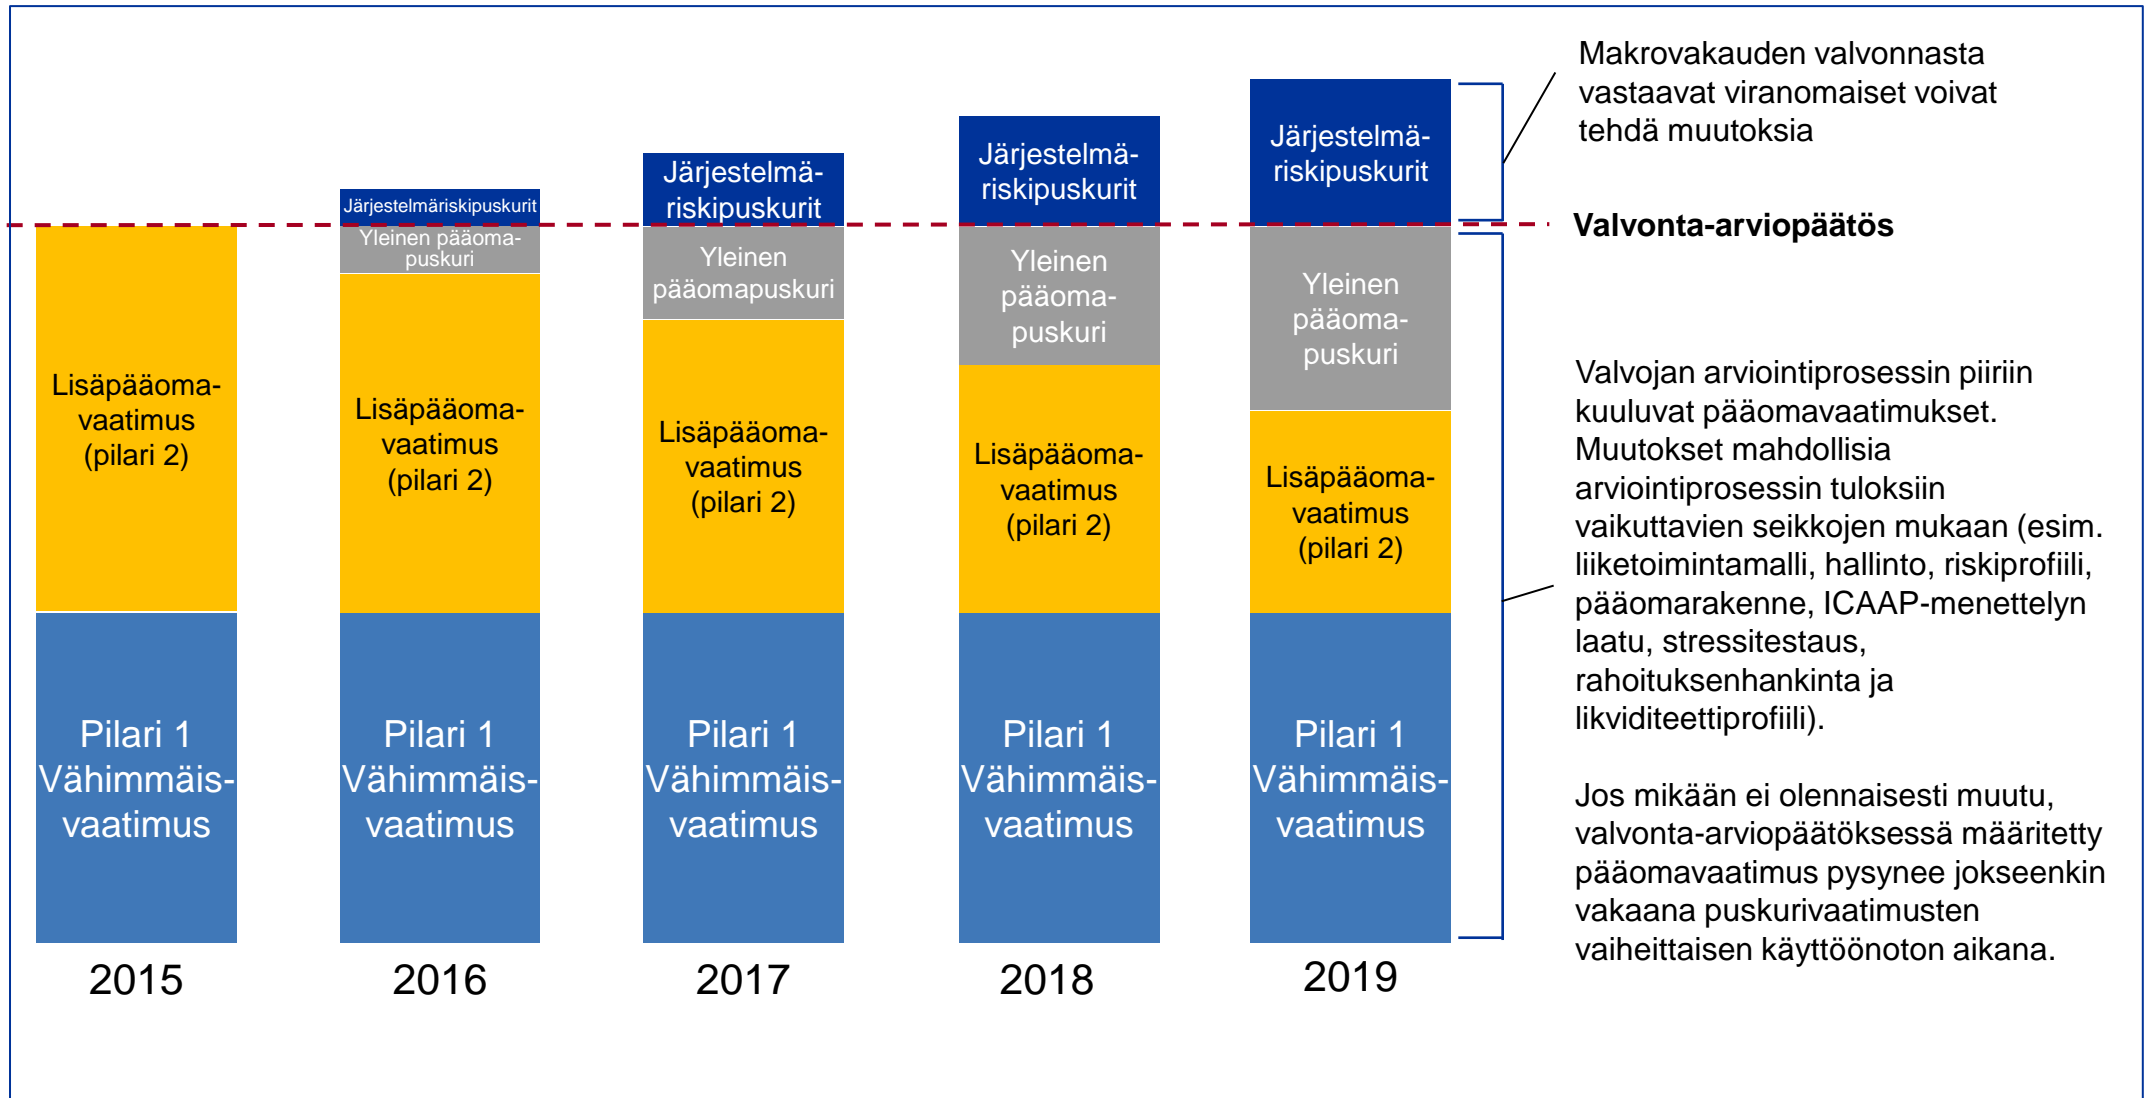 Lisäpääoma-
vaatimus
(pilari 2)
Pilari 1
Vähimmäis-
vaatimus
2015
Järjestelmäriskipuskurit
Yleinen pääoma-
puskuri
Lisäpääoma-
vaatimus
(pilari 2)
Pilari 1
Vähimmäis-
vaatimus
2016
Järjestelmä-
riskipuskurit
Yleinen
pääomapuskuri
Lisäpääoma-
vaatimus
(pilari 2)
Pilari 1
Vähimmäis-
vaatimus
2017
Järjestelmä-
riskipuskurit
Yleinen
pääoma-
puskuri
Lisäpääoma-
vaatimus
(pilari 2)
Pilari 1
Vähimmäis-
vaatimus
2018
Järjestelmä-
riskipuskurit
Yleinen
pääoma-
puskuri
Lisäpääoma-
vaatimus
(pilari 2)
Pilari 1
Vähimmäis-
vaatimus
2019
Makrovakauden valvonnasta
vastaavat viranomaiset voivat
tehdä muutoksia
Valvonta-arviopäätös
Valvojan arviointiprosessin piiriin
kuuluvat pääomavaatimukset.
Muutokset mahdollisia
arviointiprosessin tuloksiin
vaikuttavien seikkojen mukaan (esim.
liiketoimintamalli, hallinto, riskiprofiili,
pääomarakenne, ICAAP-menettelyn
laatu, stressitestaus,
rahoituksenhankinta ja
likviditeettiprofiili).
Jos mikään ei olennaisesti muutu,
valvonta-arviopäätöksessä määritetty
pääomavaatimus pysynee jokseenkin
vakaana puskurivaatimusten
vaiheittaisen käyttöönoton aikana.